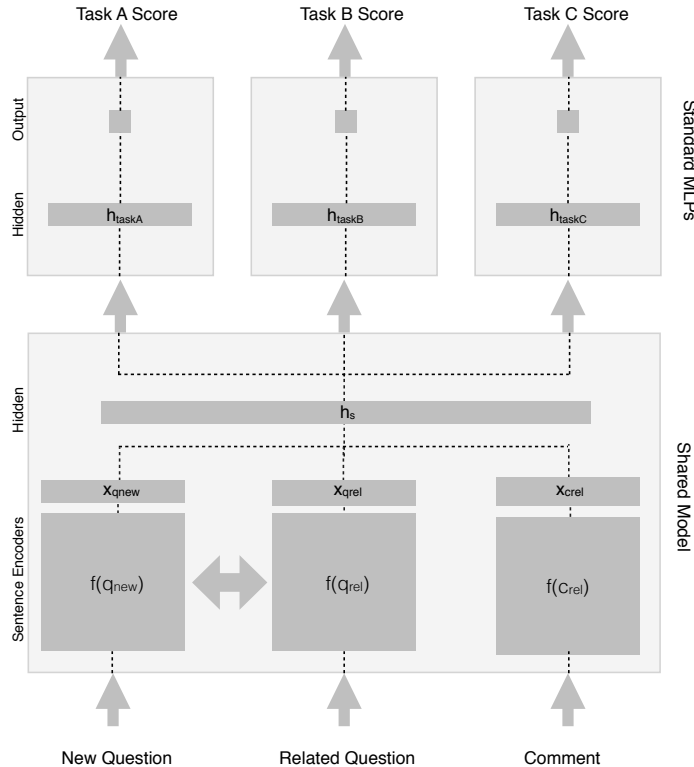 Task A Score
Task B Score
Task C Score
Output
Standard MLPs
Hidden
htaskA
htaskB
htaskC
Hidden
hs
Shared Model
xqnew
xqrel
xcrel
Sentence Encoders
f(qnew)
f(qrel)
f(crel)
New Question
Related Question
Comment